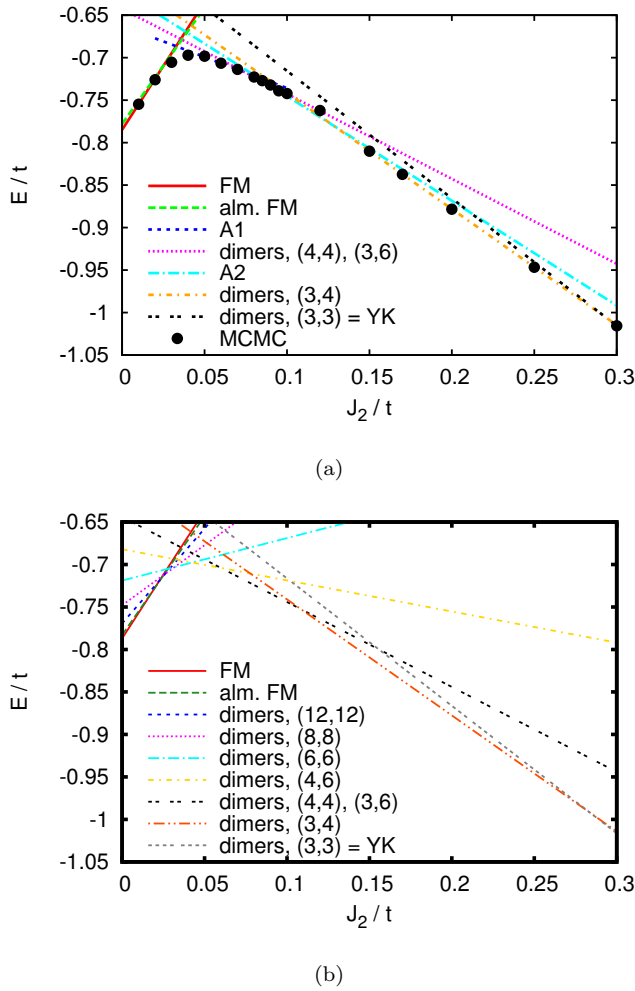 -0.65
-0.7
-0.75
-0.8
-0.85
-0.9
-0.95
-1
-1.05
E / t
FM
alm. FM
A1
dimers, (4,4), (3,6)
A2
dimers, (3,4)
dimers, (3,3) = YK
MCMC
0 0.05 0.1 0.15 0.2 0.25 0.3
J2 / t
(a)
-0.65
-0.7
-0.75
-0.8
-0.85
-0.9
-0.95
-1
-1.05
E / t
FM
alm. FM
dimers, (12,12)
dimers, (8,8)
dimers, (6,6)
dimers, (4,6)
dimers, (4,4), (3,6)
dimers, (3,4)
dimers, (3,3) = YK
0 0.05 0.1 0.15 0.2 0.25 0.3
J2 / t
(b)